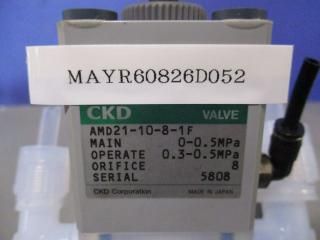 MAYR60826D052
CKD VALVE
AMD21-10-8-1F
MAIN 0-0.5MPa
OPERATE 0.3-0.5MPa
ORIFICE 8
SERIAL 5808
CKD Corporation MADE IN JAPAN